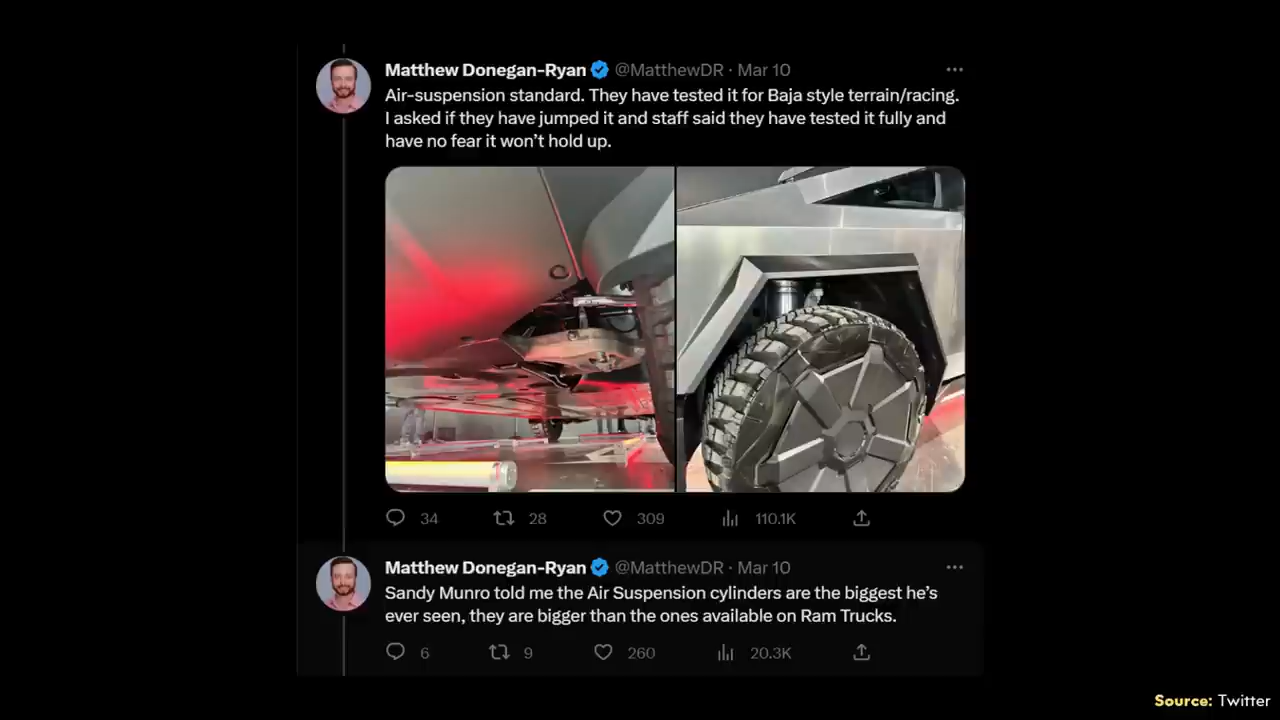 Matthew Donegan-Ryan @MatthewDR · Mar 10
Air-suspension standard. They have tested it for Baja style terrain/racing.
I asked if they have jumped it and staff said they have tested it fully and
have no fear it won’t hold up.
34 28 309 110.1K
Matthew Donegan-Ryan @MatthewDR · Mar 10
Sandy Munro told me the Air Suspension cylinders are the biggest he’s
ever seen, they are bigger than the ones available on Ram Trucks.
6 9 260 20.3K
Source: Twitter